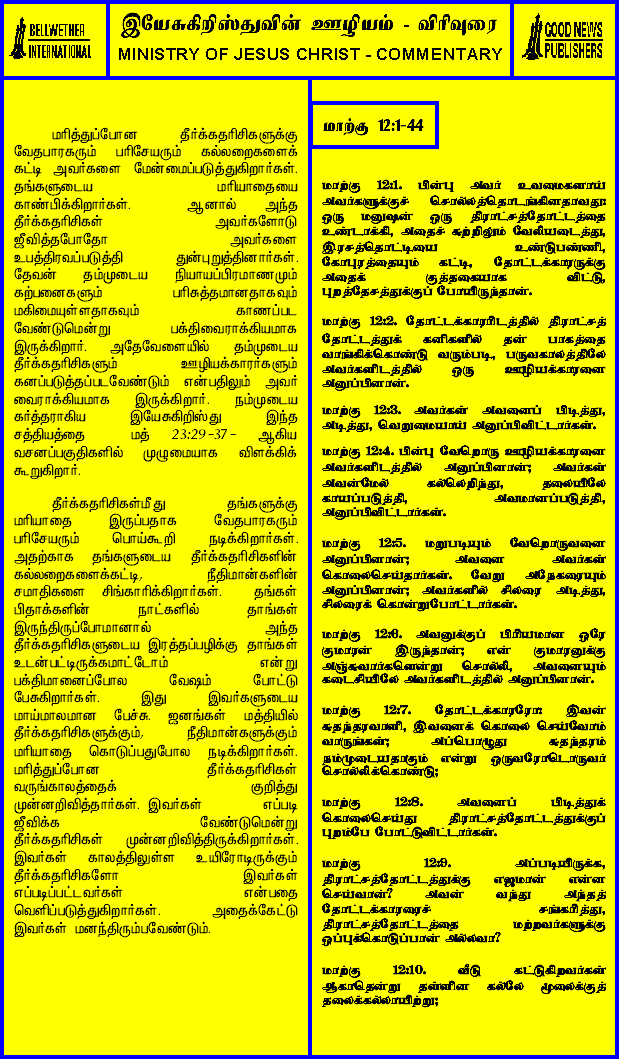 BELLWETHER
INTERNATIONAL
இயேசுகிறிஸ்துவின் ஊழியம் - விரிவுரை
MINISTRY OF JESUS CHRIST - COMMENTARY
GOOD NEWS
PUBLISHERS
மரித்துப்போன தீர்க்கதரிசிகளுக்கு
வேதபாரகரும் பரிசேயரும் கல்லறைகளைக்
கட்டி அவர்களை மேன்மைப்படுத்துகிறார்கள்.
தங்களுடைய மரியாதையை
காண்பிக்கிறார்கள். ஆனால் அந்த
தீர்க்கதரிசிகள் அவர்களோடு
ஜீவித்தபோதோ அவர்களை
உபத்திரவப்படுத்தி துன்புறுத்தினார்கள்.
தேவன் தம்முடைய நியாயப்பிரமாணமும்
கற்பனைகளும் பரிசுத்தமானதாகவும்
மகிமையுள்ளதாகவும் காணப்பட
வேண்டுமென்று பக்திவைராக்கியமாக
இருக்கிறார். அதேவேளையில் தம்முடைய
தீர்க்கதரிசிகளும் ஊழியக்காரர்களும்
கனப்படுத்தப்படவேண்டும் என்பதிலும் அவர்
வைராக்கியமாக இருக்கிறார். நம்முடைய
கர்த்தராகிய இயேசுகிறிஸ்து இந்த
சத்தியத்தை மத் 23:29-37- ஆகிய
வசனப்பகுதிகளில் முழுமையாக விளக்கிக்
கூறுகிறார்.
தீர்க்கதரிசிகள்மீது தங்களுக்கு
மரியாதை இருப்பதாக வேதபாரகரும்
பரிசேயரும் பொய்கூறி நடிக்கிறார்கள்.
அதற்காக தங்களுடைய தீர்க்கதரிசிகளின்
கல்லறைகளைக்கட்டி, நீதிமான்களின்
சமாதிகளை சிங்காரிக்கிறார்கள். தங்கள்
பிதாக்களின் நாட்களில் தாங்கள்
இருந்திருப்போமானால் அந்த
தீர்க்கதரிசிகளுடைய இரத்தப்பழிக்கு தாங்கள்
உடன்பட்டிருக்கமாட்டோம் என்று
பக்திமானைப்போல வேஷம் போட்டு
பேசுகிறார்கள். இது இவர்களுடைய
மாய்மாலமான பேச்சு. ஜனங்கள் மத்தியில்
தீர்க்கதரிசிகளுக்கும், நீதிமான்களுக்கும்
மரியாதை கொடுப்பதுபோல நடிக்கிறார்கள்.
மரித்துப்போன தீர்க்கதரிசிகள்
வருங்காலத்தைக் குறித்து
முன்னறிவித்தார்கள். இவர்கள் எப்படி
ஜீவிக்க வேண்டுமென்று
தீர்க்கதரிசிகள் முன்னறிவித்திருக்கிறார்கள்.
இவர்கள் காலத்திலுள்ள உயிரோடிருக்கும்
தீர்க்கதரிசிகளோ இவர்கள்
எப்படிப்பட்டவர்கள் என்பதை
வெளிப்படுத்துகிறார்கள். அதைக்கேட்டு
இவர்கள் மனந்திரும்பவேண்டும்.
மாற்கு 12:1-44
மாற்கு 12:1. பின்பு அவர் உவமைகளாய்
அவர்களுக்குச் சொல்லத்தொடங்கினதாவது:
ஒரு மனுஷன் ஒரு திராட்சத்தோட்டத்தை
உண்டாக்கி, அதைச் சுற்றிலும் வேலியடைத்து,
இரசத்தொட்டியை உண்டுபண்ணி,
கோபுரத்தையும் கட்டி, தோட்டக்காரருக்கு
அதைக் குத்தகையாக விட்டு,
புறத்தேசத்துக்குப் போயிருந்தான்.
மாற்கு 12:2. தோட்டக்காரரிடத்தில் திராட்சத்
தோட்டத்துக் கனிகளில் தன் பாகத்தை
வாங்கிக்கொண்டு வரும்படி, பருவகாலத்திலே
அவர்களிடத்தில் ஒரு ஊழியக்காரனை
அனுப்பினான்.
மாற்கு 12:3. அவர்கள் அவனைப் பிடித்து,
அடித்து, வெறுமையாய் அனுப்பிவிட்டார்கள்.
மாற்கு 12:4. பின்பு வேறொரு ஊழியக்காரனை
அவர்களிடத்தில் அனுப்பினான்; அவர்கள்
அவன்மேல் கல்லெறிந்து, தலையிலே
காயப்படுத்தி, அவமானப்படுத்தி,
அனுப்பிவிட்டார்கள்.
மாற்கு 12:5. மறுபடியும் வேறொருவனை
அனுப்பினான்; அவனை அவர்கள்
கொலைசெய்தார்கள். வேறு அநேகரையும்
அனுப்பினான்; அவர்களில் சிலரை அடித்து,
சிலரைக் கொன்றுபோட்டார்கள்.
மாற்கு 12:6. அவனுக்குப் பிரியமான ஒரே
குமாரன் இருந்தான்; என் குமாரனுக்கு
அஞ்சுவார்களென்று சொல்லி, அவனையும்
கடைசியிலே அவர்களிடத்தில் அனுப்பினான்.
மாற்கு 12:7. தோட்டக்காரரோ: இவன்
சுதந்தரவாளி, இவனைக் கொலை செய்வோம்
வாருங்கள்; அப்பொழுது சுதந்தரம்
நம்முடையதாகும் என்று ஒருவரோடொருவர்
சொல்லிக்கொண்டு;
மாற்கு 12:8. அவனைப் பிடித்துக்
கொலைசெய்து திராட்சத்தோட்டத்துக்குப்
புறம்பே போட்டுவிட்டார்கள்.
மாற்கு 12:9. அப்படியிருக்க,
திராட்சத்தோட்டத்துக்கு எஜமான் என்ன
செய்வான்? அவன் வந்து அந்தத்
தோட்டக்காரரைச் சங்கரித்து,
திராட்சத்தோட்டத்தை மற்றவர்களுக்கு
ஒப்புக்கொடுப்பான் அல்லவா?
மாற்கு 12:10. வீடு கட்டுகிறவர்கள்
ஆகாதென்று தள்ளின கல்லே மூலைக்குத்
தலைக்கல்லாயிற்று;